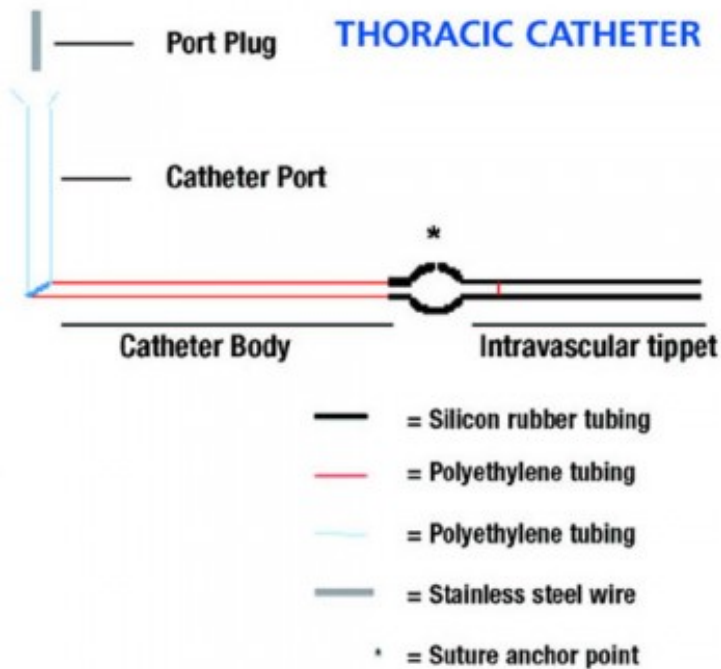 Port Plug
THORACIC CATHETER
Catheter Port
*
Catheter Body
Intravascular tippet
= Silicon rubber tubing
= Polyethylene tubing
= Polyethylene tubing
= Stainless steel wire
* = Suture anchor point